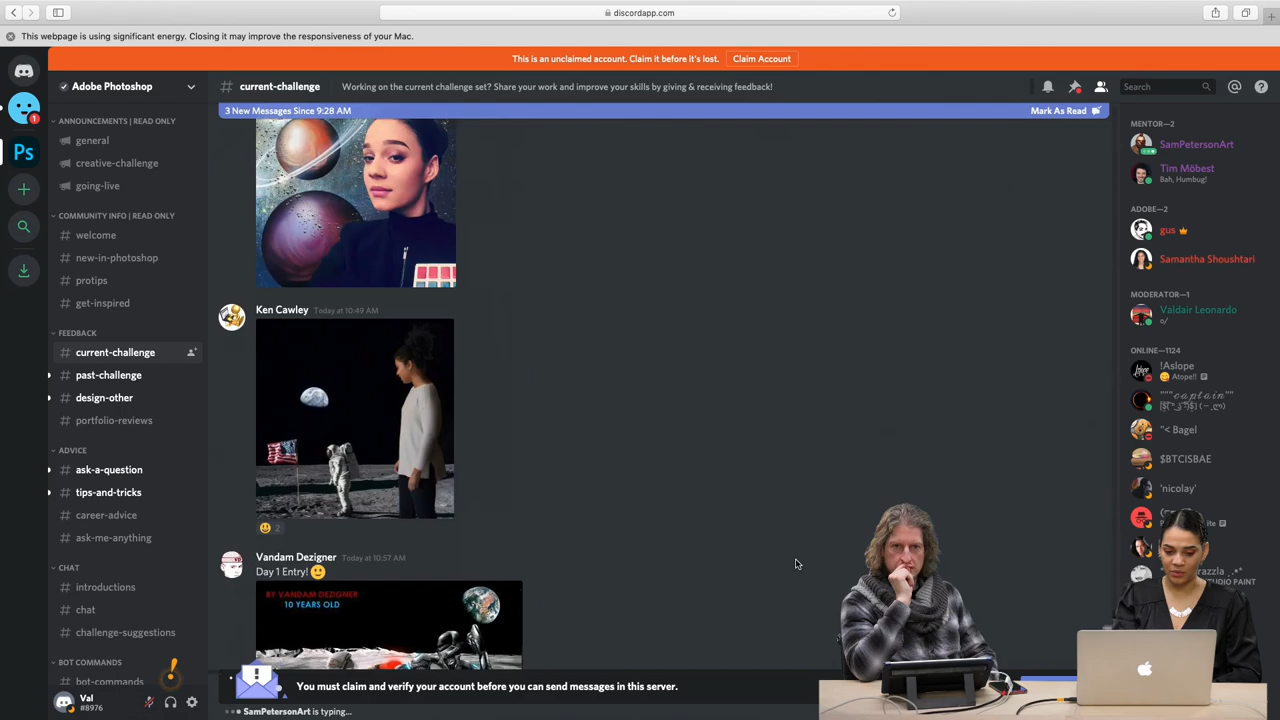 discordapp.com
This webpage is using significant energy. Closing it may improve the responsiveness of your Mac.
This is an unclaimed account. Claim it before it's lost.
Claim Account
Adobe Photoshop
current-challenge
Working on the current challenge set? Share your work and improve your skills by giving & receiving feedback!
Search
3 New Messages Since 9:28 AM
Mark As Read
1
Ps
ANNOUNCEMENTS | READ ONLY
general
creative-challenge
going-live
COMMUNITY INFO | READ ONLY
welcome
new-in-photoshop
protips
get-inspired
FEEDBACK
current-challenge
past-challenge
design-other
portfolio-reviews
ADVICE
ask-a-question
tips-and-tricks
career-advice
ask-me-anything
CHAT
introductions
chat
challenge-suggestions
BOT COMMANDS
bot-commands
Val
#8976
Ken Cawley Today at 10:49 AM
2
Vandam Dezigner Today at 10:57 AM
Day 1 Entry!
BY VANDAM DEZIGNER
10 YEARS OLD
You must claim and verify your account before you can send messages in this server.
SamPetersonArt is typing...
MENTOR—2
SamPetersonArt
Tim Möbest
Bah, Humbug!
ADOBE—2
gus
Samantha Shoushtari
MODERATOR—1
Valdair Leonardo
o/
ONLINE—1124
!Aslope
Atope!!
"""captain"
"< Bagel
$BTCISBAE
'nicolay'